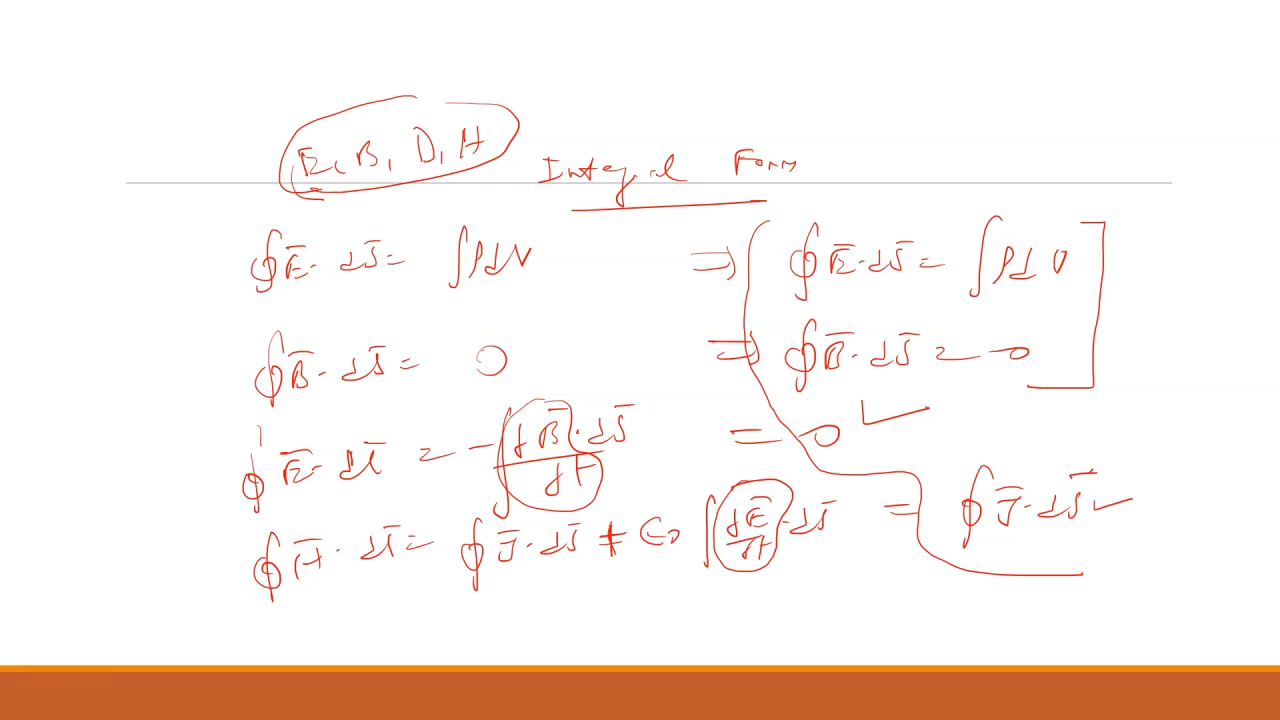 E, B, D, H
Integral Form
∮E̅·dS̅ = ∫ρdV ⇒ ∮E̅·dS̅ = ∫ρdV
∮B̅·dS̅ = 0 ⇒ ∮B̅·dS̅ = 0
∮E̅·dl̅ = -∫dB̅/dt·dS̅ = 0 ✓
∮H̅·dl̅ = ∮J̅·dS̅ + ∈₀∫dE̅/dt·dS̅ = ∮J̅·dS̅ ✓